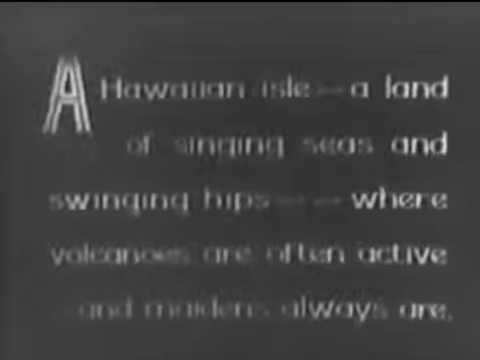 A Hawaiian isle — a land
of singing seas and
swinging hips — — where
volcanoes are often active
— and maidens always are.